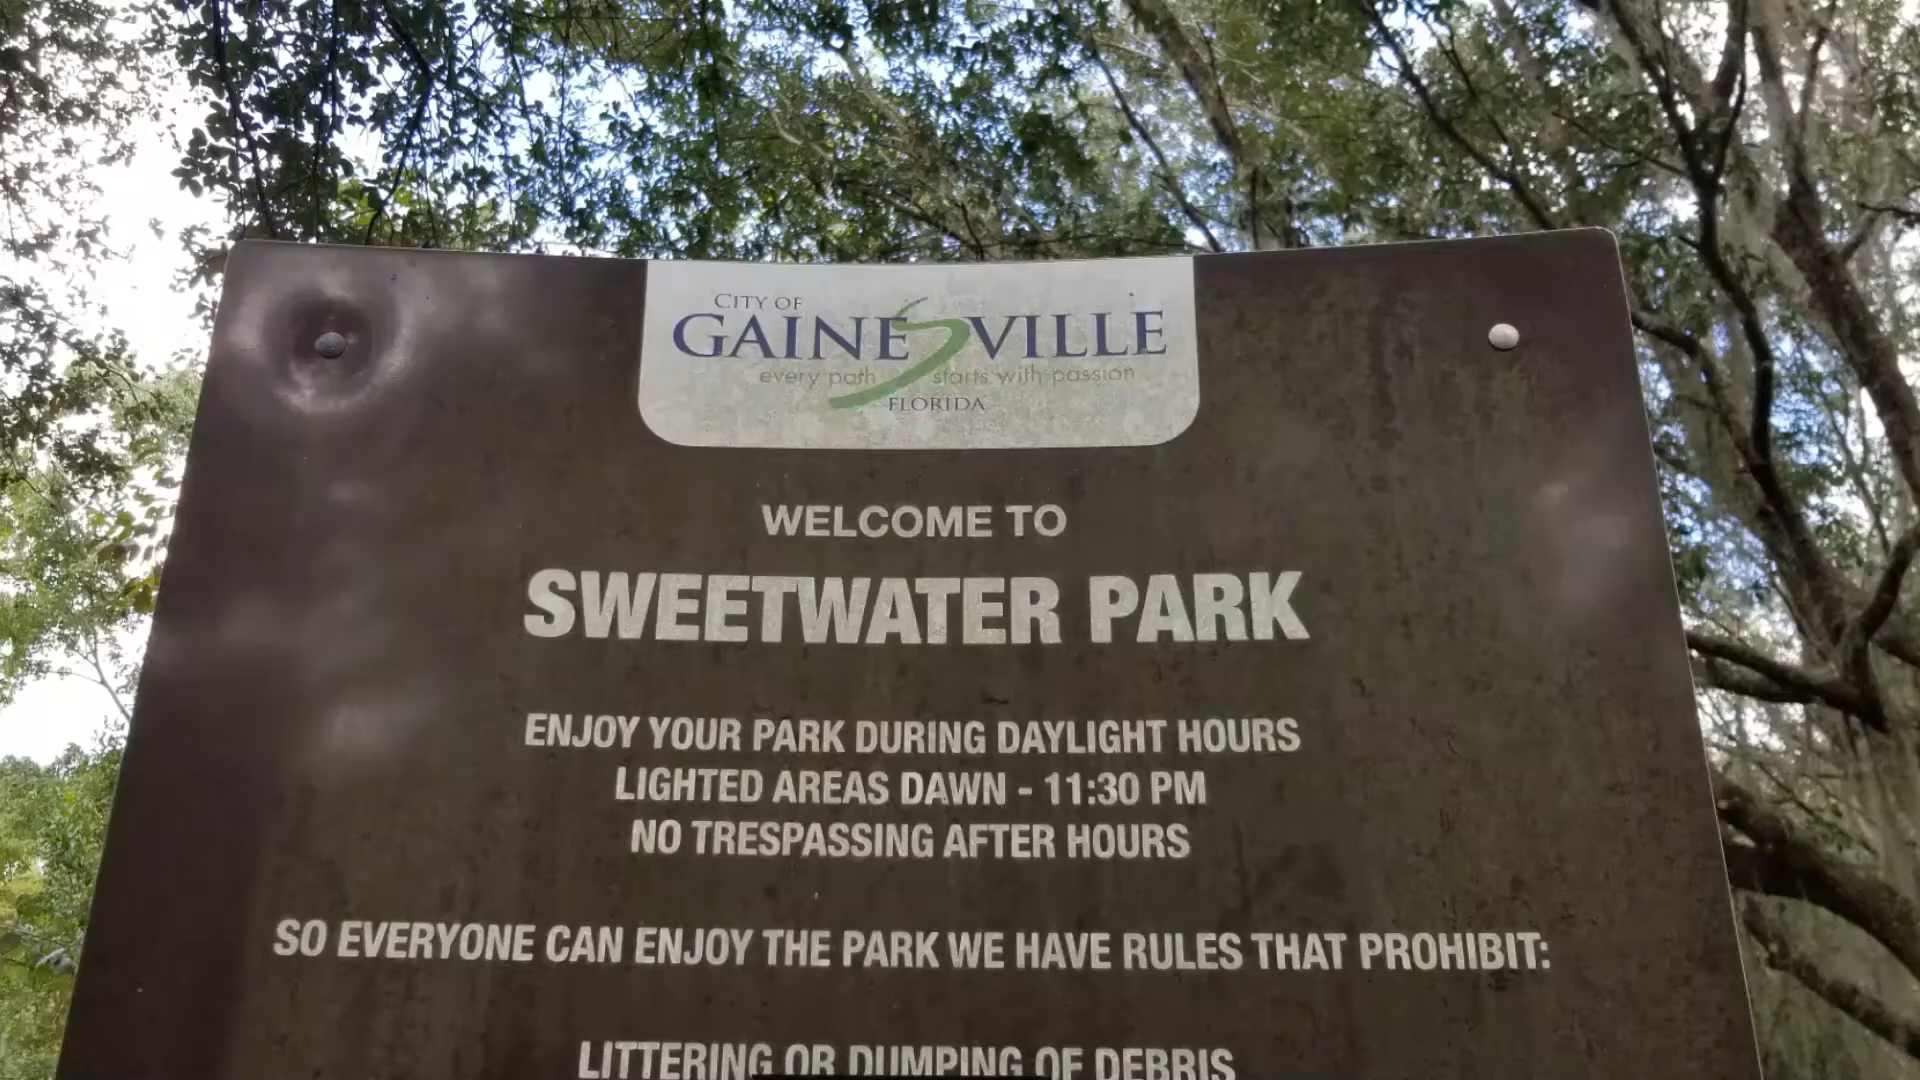 CITY OF
GAINESVILLE
every path starts with passion
FLORIDA
WELCOME TO
SWEETWATER PARK
ENJOY YOUR PARK DURING DAYLIGHT HOURS
LIGHTED AREAS DAWN - 11:30 PM
NO TRESPASSING AFTER HOURS
SO EVERYONE CAN ENJOY THE PARK WE HAVE RULES THAT PROHIBIT:
LITTERING OR DUMPING OF DEBRIS